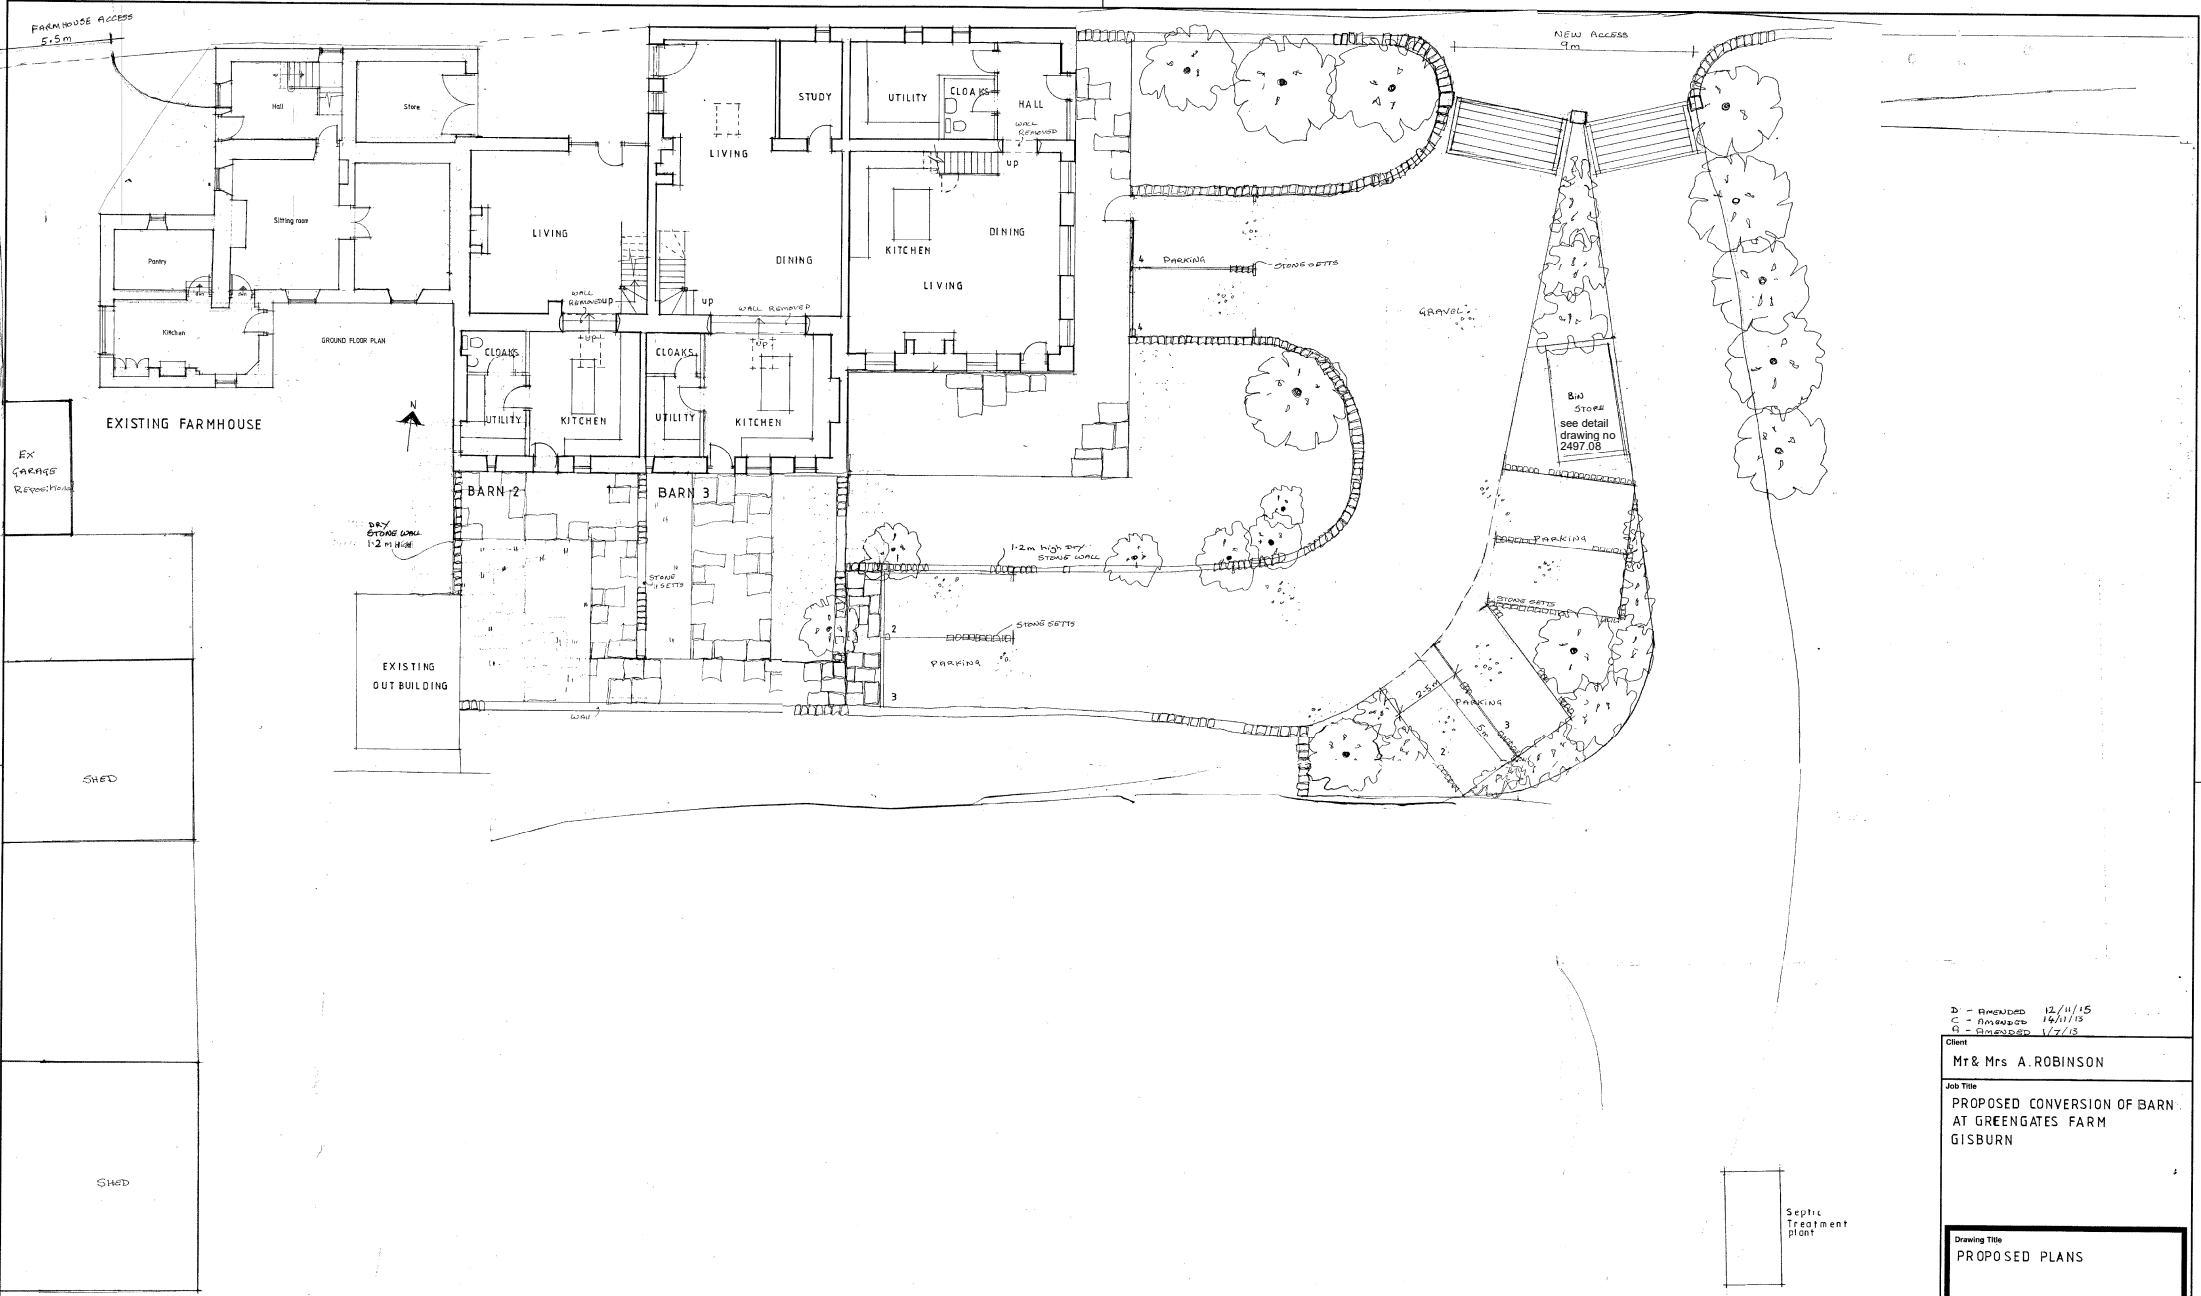 FARMHOUSE ACCESS
5.5m
NEW ACCESS
9m
Hall
Store
STUDY
UTILITY
CLOAKS
HALL
WALL
REMOVED
LIVING
up
Sitting room
LIVING
KITCHEN
DINING
Pantry
DINING
4
PARKING
STONE SETTS
LIVING
WALL
REMOVED
up
up
WALL REMOVED
4
GRAVEL
Kitchen
GROUND FLOOR PLAN
UP
UP
CLOAKS
CLOAKS
N
EXISTING FARMHOUSE
UTILITY
KITCHEN
UTILITY
KITCHEN
BIN
STORE
see detail
drawing no
2497.08
EX
GARAGE
REPOSITIONED
BARN 2
BARN 3
DRY
STONE WALL
1.2 m HIGH
1.2m high DRY
STONE WALL
PARKING
STONE
SETTS
STONE SETTS
2
STONE SETTS
PARKING
3
EXISTING
OUT BUILDING
WALL
2.5m
PARKING
5m
3
2
SHED
SHED
D - AMENDED 12/11/15
C - AMENDED 14/11/13
A - AMENDED 1/7/13
Client
Mr & Mrs A.ROBINSON
Job Title
PROPOSED CONVERSION OF BARN
AT GREENGATES FARM
GISBURN
Septic
Treatment
plant
Drawing Title
PROPOSED PLANS